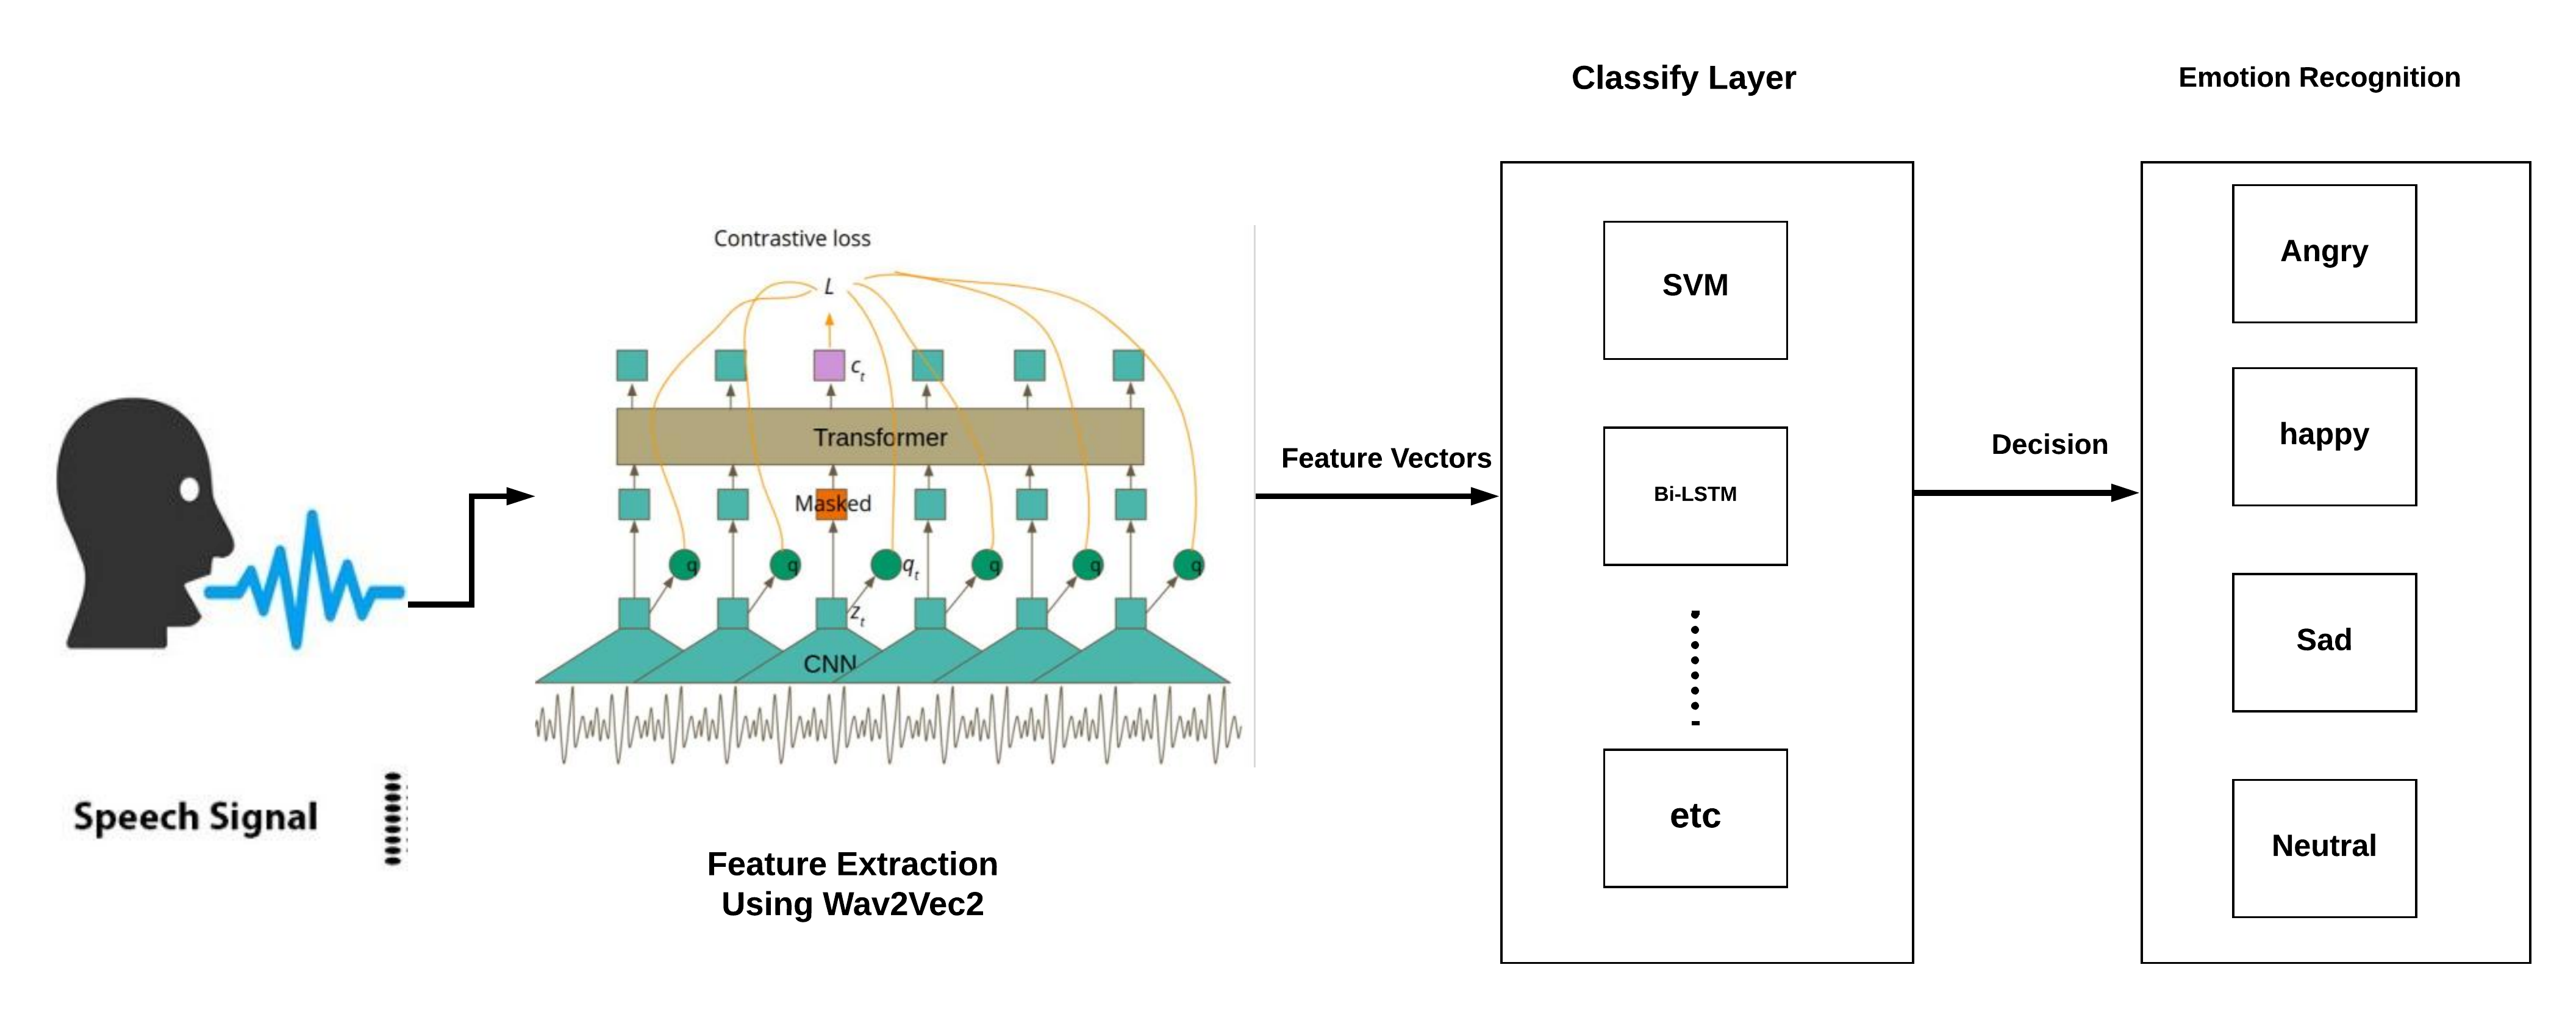 Classify Layer
Emotion Recognition
Contrastive loss
L
c_t
Transformer
Masked
q q q_t q q q
z_t
CNN
Speech Signal
Feature Extraction
Using Wav2Vec2
Feature Vectors
SVM
Bi-LSTM
etc
Decision
Angry
happy
Sad
Neutral